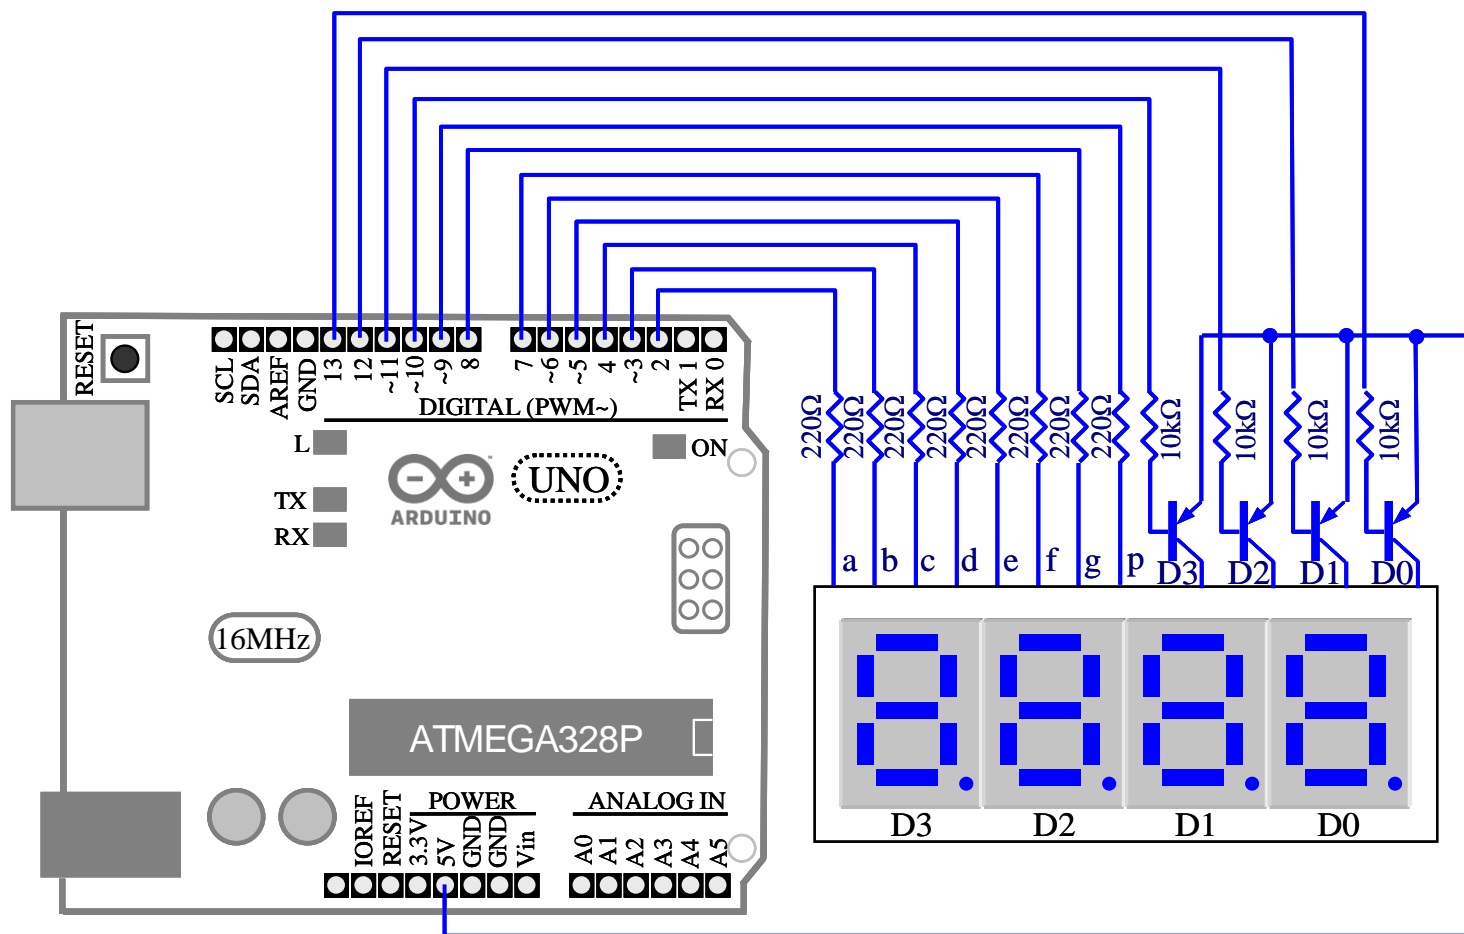 RESET
SCL
SDA
AREF
GND
13
12
~11
~10
~9
8
7
~6
~5
4
~3
2
TX 1
RX 0
DIGITAL (PWM~)
L
ON
TX
RX
ARDUINO
UNO
16MHz
ATMEGA328P
POWER
ANALOG IN
IOREF
RESET
3.3V
5V
GND
GND
Vin
A0
A1
A2
A3
A4
A5
220Ω
220Ω
220Ω
220Ω
220Ω
220Ω
220Ω
220Ω
10kΩ
10kΩ
10kΩ
10kΩ
a b c d e f g p
D3 D2 D1 D0
D3 D2 D1 D0